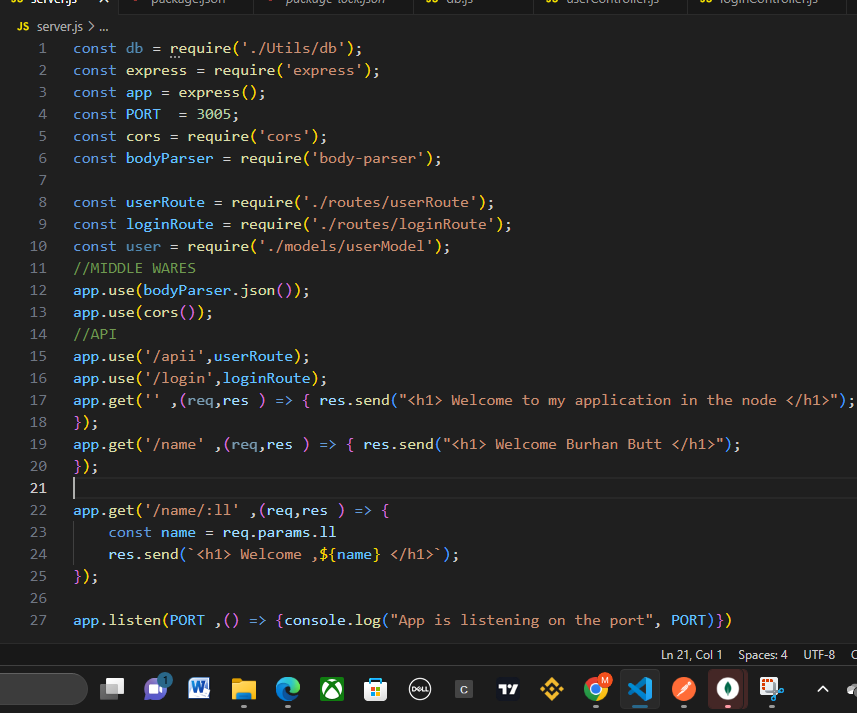 server.js
package.json
package-lock.json
db.js
userController.js
loginController.js
JS server.js > ...
1 const db = require('./Utils/db');
2 const express = require('express');
3 const app = express();
4 const PORT  = 3005;
5 const cors = require('cors');
6 const bodyParser = require('body-parser');
7
8 const userRoute = require('./routes/userRoute');
9 const loginRoute = require('./routes/loginRoute');
10 const user = require('./models/userModel');
11 //MIDDLE WARES
12 app.use(bodyParser.json());
13 app.use(cors());
14 //API
15 app.use('/apii',userRoute);
16 app.use('/login',loginRoute);
17 app.get('' ,(req,res ) => { res.send("<h1> Welcome to my application in the node </h1>");
18 });
19 app.get('/name' ,(req,res ) => { res.send("<h1> Welcome Burhan Butt </h1>");
20 });
21
22 app.get('/name/:ll' ,(req,res ) => {
23     const name = req.params.ll
24     res.send(`<h1> Welcome ,${name} </h1>`);
25 });
26
27 app.listen(PORT ,() => {console.log("App is listening on the port", PORT)})
Ln 21, Col 1 Spaces: 4 UTF-8
1 W DELL C M